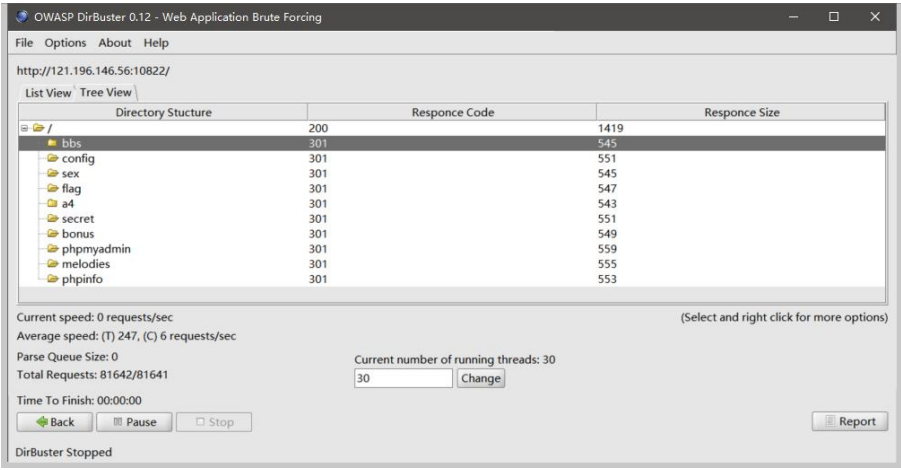 OWASP DirBuster 0.12 - Web Application Brute Forcing
File Options About Help
http://121.196.146.56:10822/
List View Tree View
Directory Stucture Responce Code Responce Size
/ 200 1419
bbs 301 545
config 301 551
sex 301 545
flag 301 547
a4 301 543
secret 301 551
bonus 301 549
phpmyadmin 301 559
melodies 301 555
phpinfo 301 553
Current speed: 0 requests/sec (Select and right click for more options)
Average speed: (T) 247, (C) 6 requests/sec
Parse Queue Size: 0 Current number of running threads: 30
Total Requests: 81642/81641 30 Change
Time To Finish: 00:00:00
Back Pause Stop Report
DirBuster Stopped